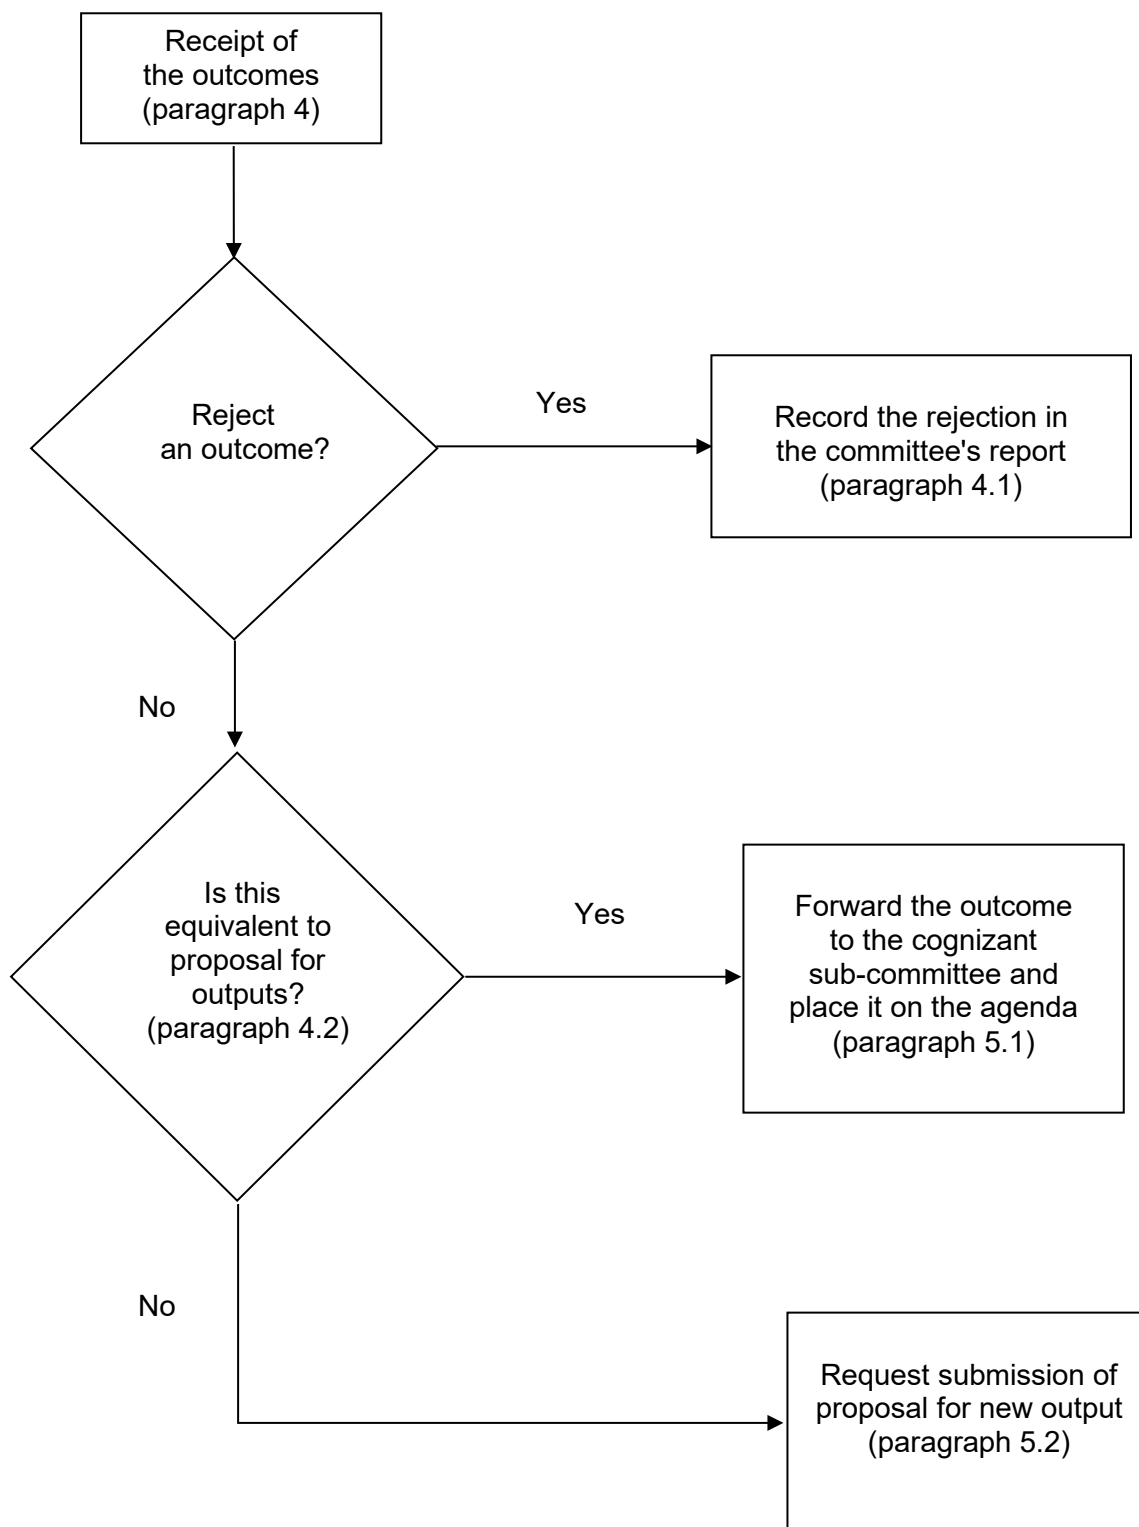 Receipt of
the outcomes
(paragraph 4)
Reject
an outcome?
Yes
Record the rejection in
the committee's report
(paragraph 4.1)
No
Is this
equivalent to
proposal for
outputs?
(paragraph 4.2)
Yes
Forward the outcome
to the cognizant
sub-committee and
place it on the agenda
(paragraph 5.1)
No
Request submission of
proposal for new output
(paragraph 5.2)